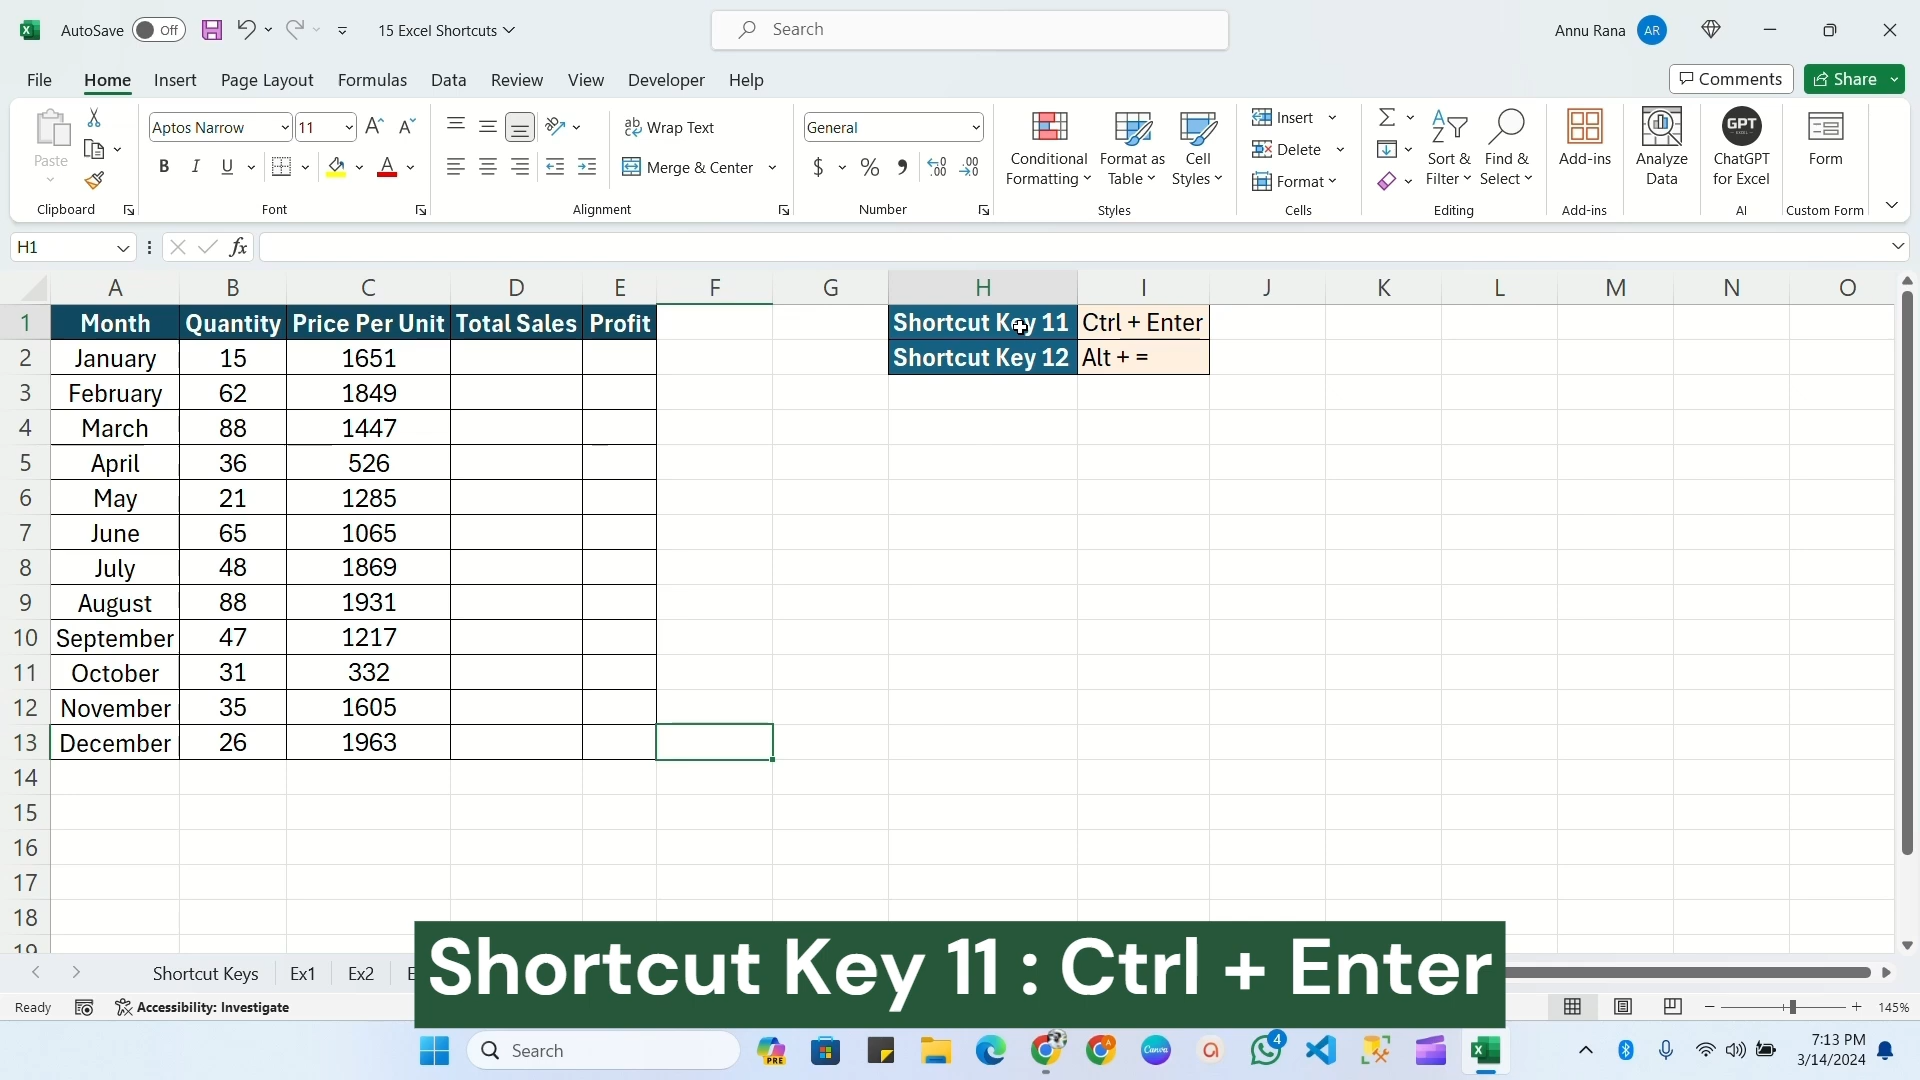 AutoSave Off 15 Excel Shortcuts Search Annu Rana AR
File Home Insert Page Layout Formulas Data Review View Developer Help Comments Share
Paste Clipboard
Aptos Narrow 11 B I U Font
Wrap Text
Merge & Center
Alignment
General
$ % Number
Conditional Formatting
Format as Table
Cell Styles
Styles
Insert
Delete
Format
Cells
Sort & Filter
Find & Select
Editing
Add-ins
Add-ins
Analyze Data
GPT
ChatGPT for Excel
AI
Form
Custom Form
H1 fx
A B C D E F G H I J K L M N O
1 Month Quantity Price Per Unit Total Sales Profit Shortcut Key 11 Ctrl + Enter
2 January 15 1651 Shortcut Key 12 Alt + =
3 February 62 1849
4 March 88 1447
5 April 36 526
6 May 21 1285
7 June 65 1065
8 July 48 1869
9 August 88 1931
10 September 47 1217
11 October 31 332
12 November 35 1605
13 December 26 1963
14
15
16
17
18
19
Shortcut Keys Ex1 Ex2
Shortcut Key 11 : Ctrl + Enter
Ready Accessibility: Investigate 145%
Search PRE Canva 4 7:13 PM
3/14/2024